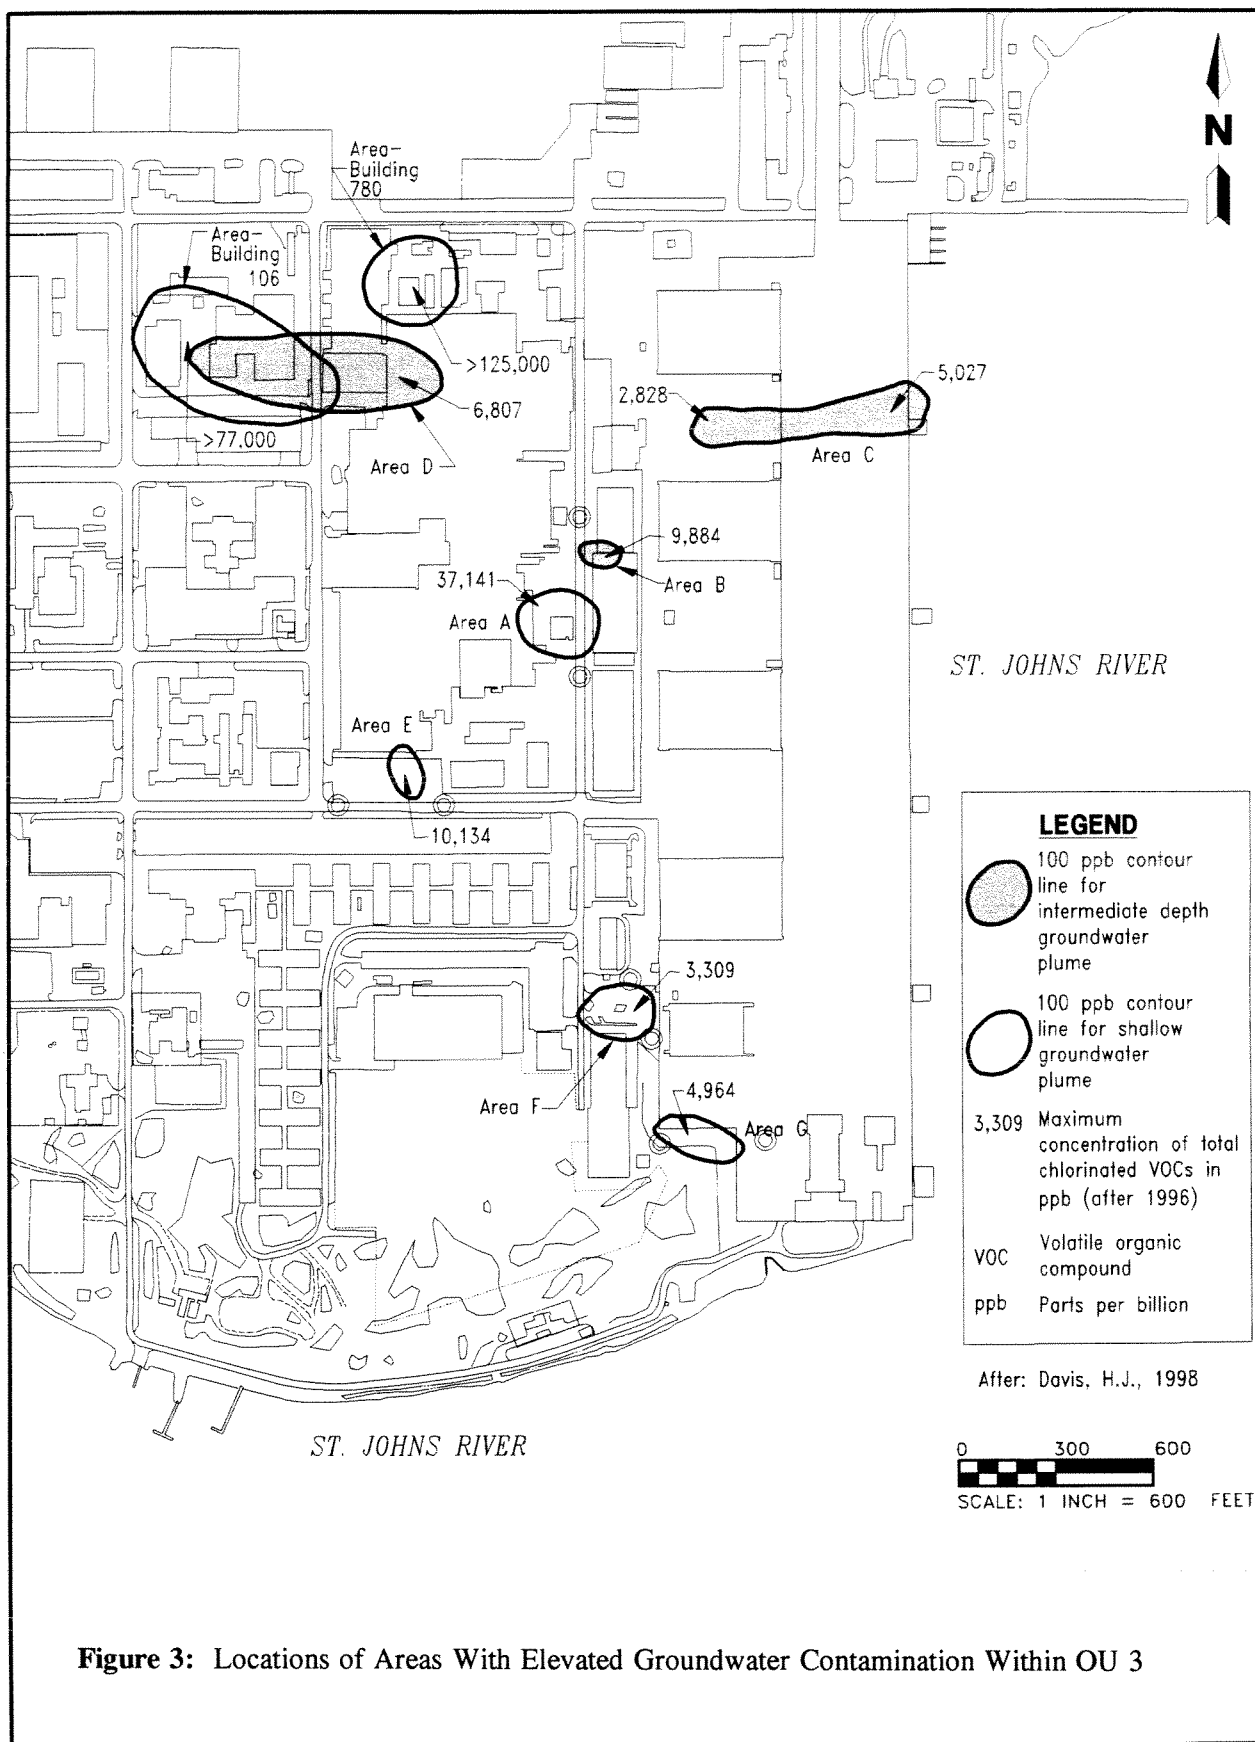 N
Area-
Building
780
Area-
Building
106
>125,000
6,807
>77,000
Area D
2,828
5,027
Area C
9,884
Area B
37,141
Area A
ST. JOHNS RIVER
Area E
10,134
3,309
Area F
4,964
Area G
LEGEND
100 ppb contour
line for
intermediate depth
groundwater
plume
100 ppb contour
line for shallow
groundwater
plume
3,309 Maximum
concentration of total
chlorinated VOCs in
ppb (after 1996)
VOC Volatile organic
compound
ppb Parts per billion
After: Davis, H.J., 1998
ST. JOHNS RIVER
0 300 600
SCALE: 1 INCH = 600 FEET
Figure 3: Locations of Areas With Elevated Groundwater Contamination Within OU 3